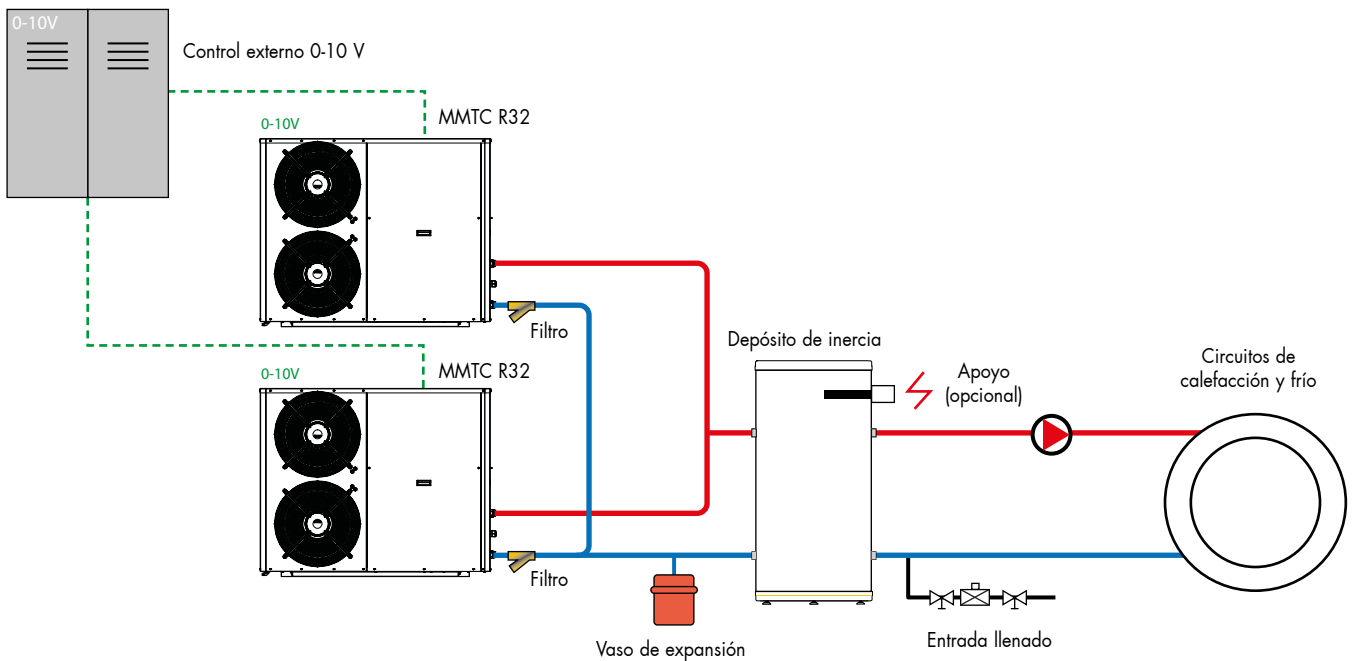 0-10V
Control externo 0-10 V
MMTC R32
0-10V
Filtro
Depósito de inercia
Circuitos de
calefacción y frío
Apoyo
(opcional)
MMTC R32
0-10V
Filtro
Entrada llenado
Vaso de expansión